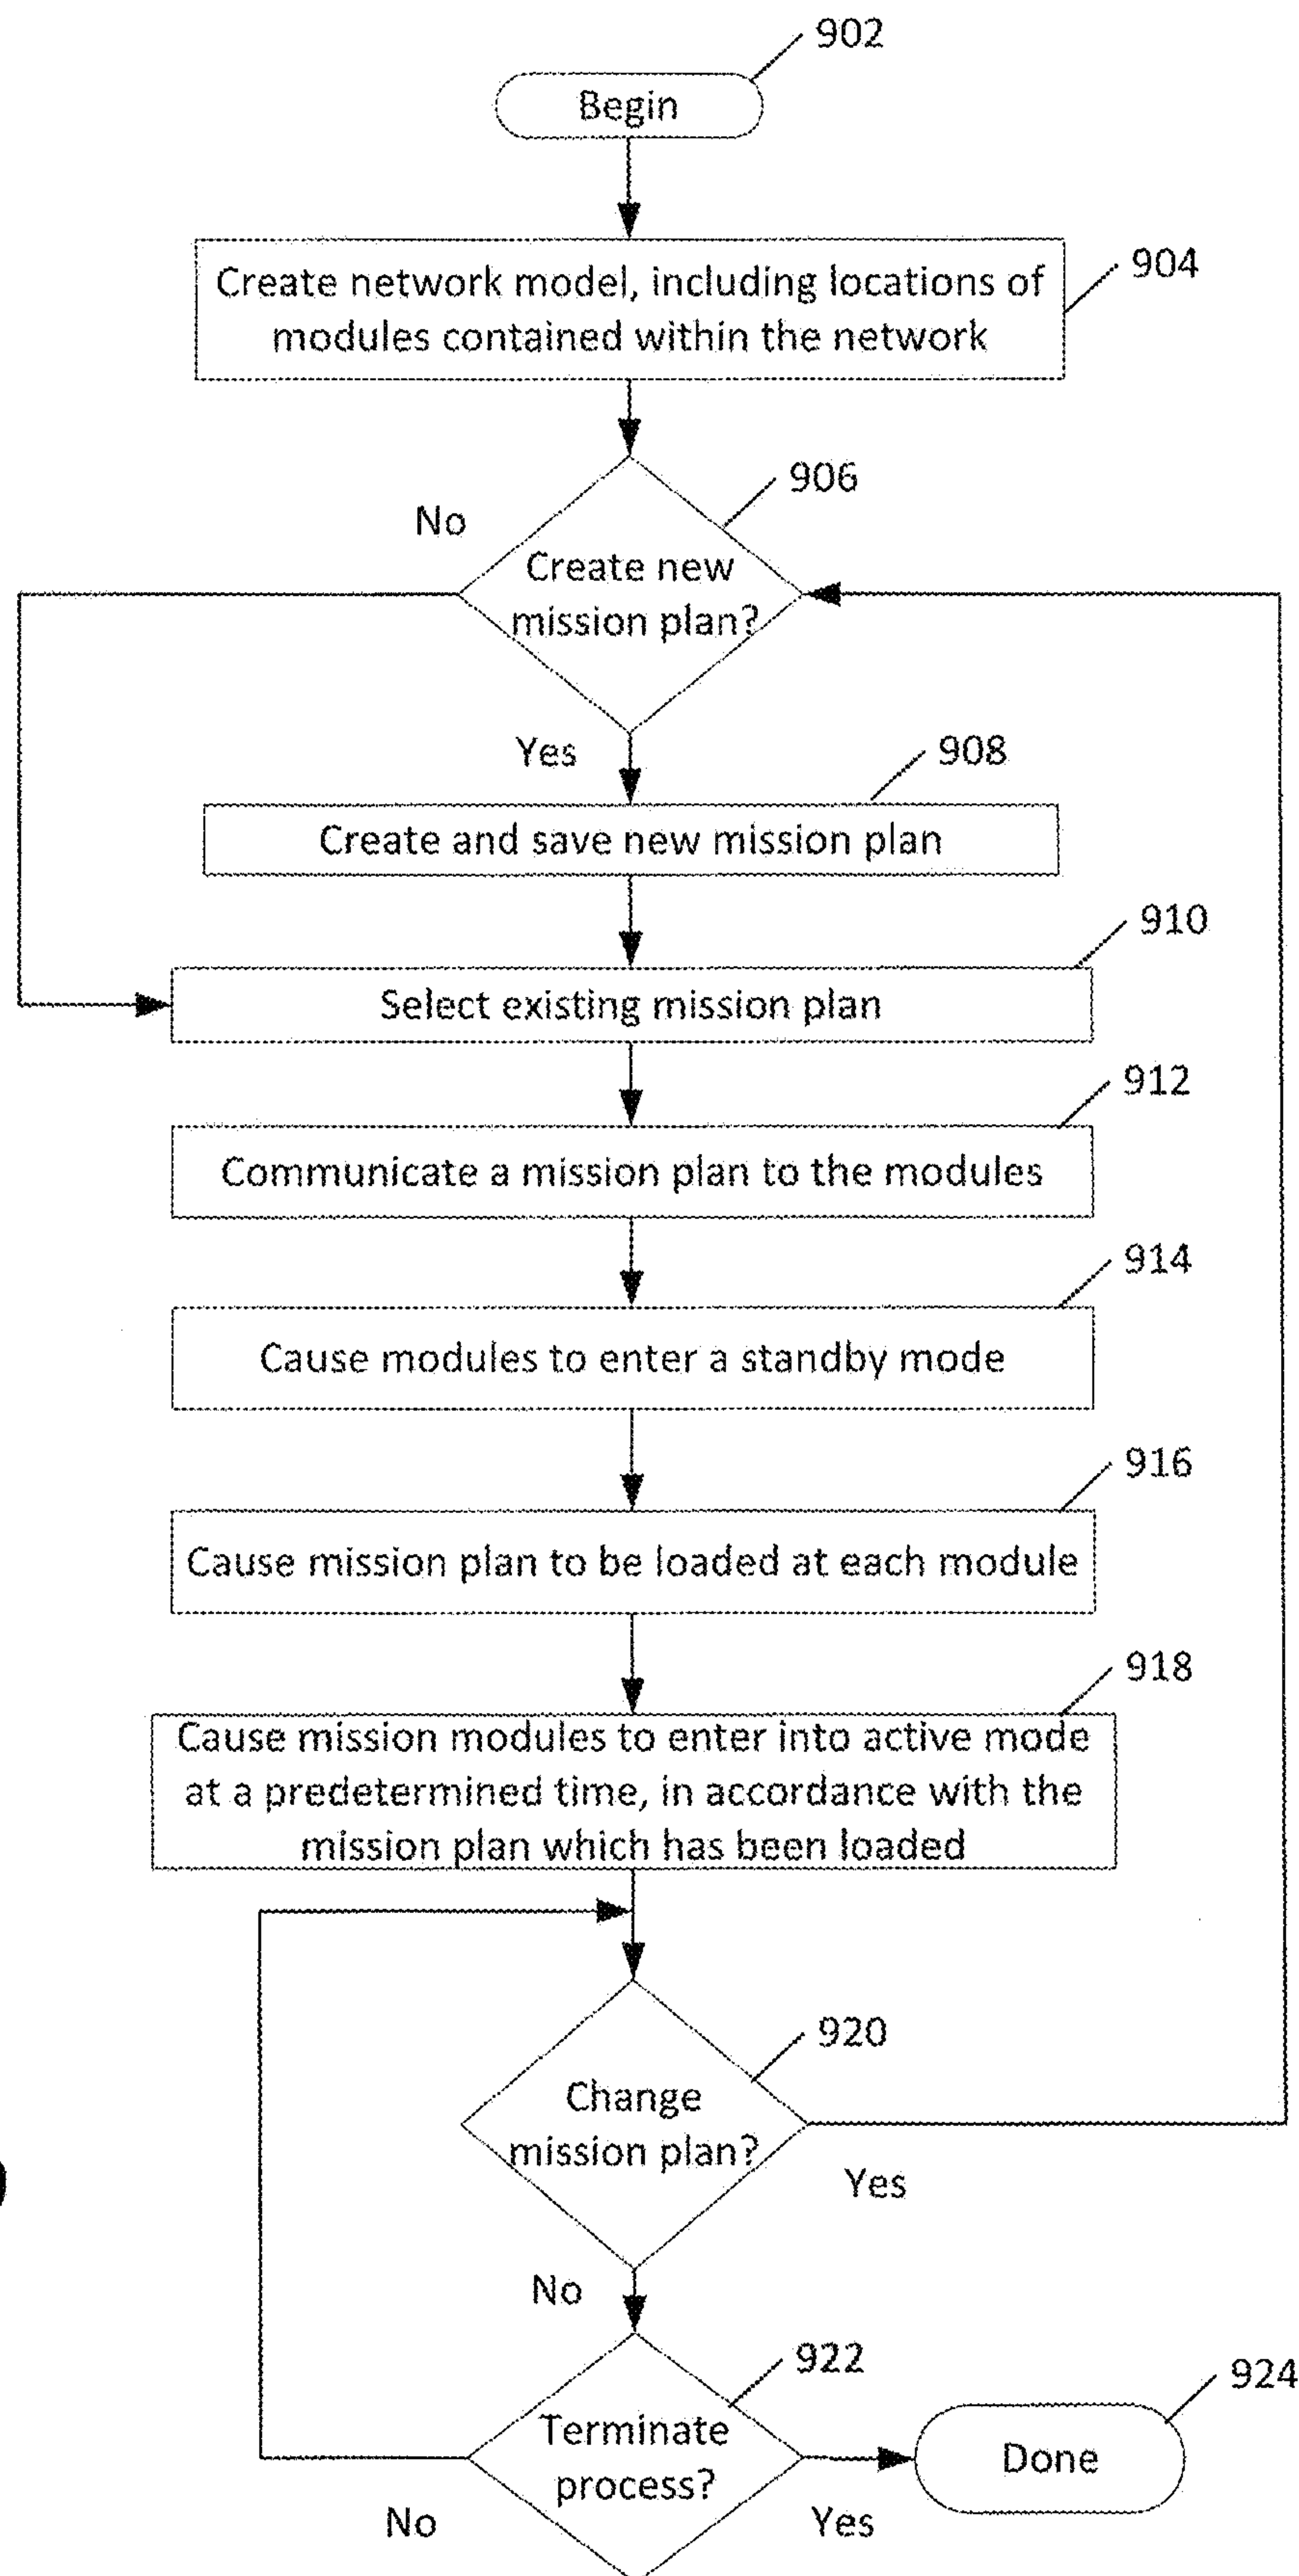 902
Begin
904
Create network model, including locations of
modules contained within the network
906
No
Create new
mission plan?
Yes
908
Create and save new mission plan
910
Select existing mission plan
912
Communicate a mission plan to the modules
914
Cause modules to enter a standby mode
916
Cause mission plan to be loaded at each module
918
Cause mission modules to enter into active mode
at a predetermined time, in accordance with the
mission plan which has been loaded
920
Change
mission plan?
Yes
No
922
924
Terminate
process?
Done
No
Yes